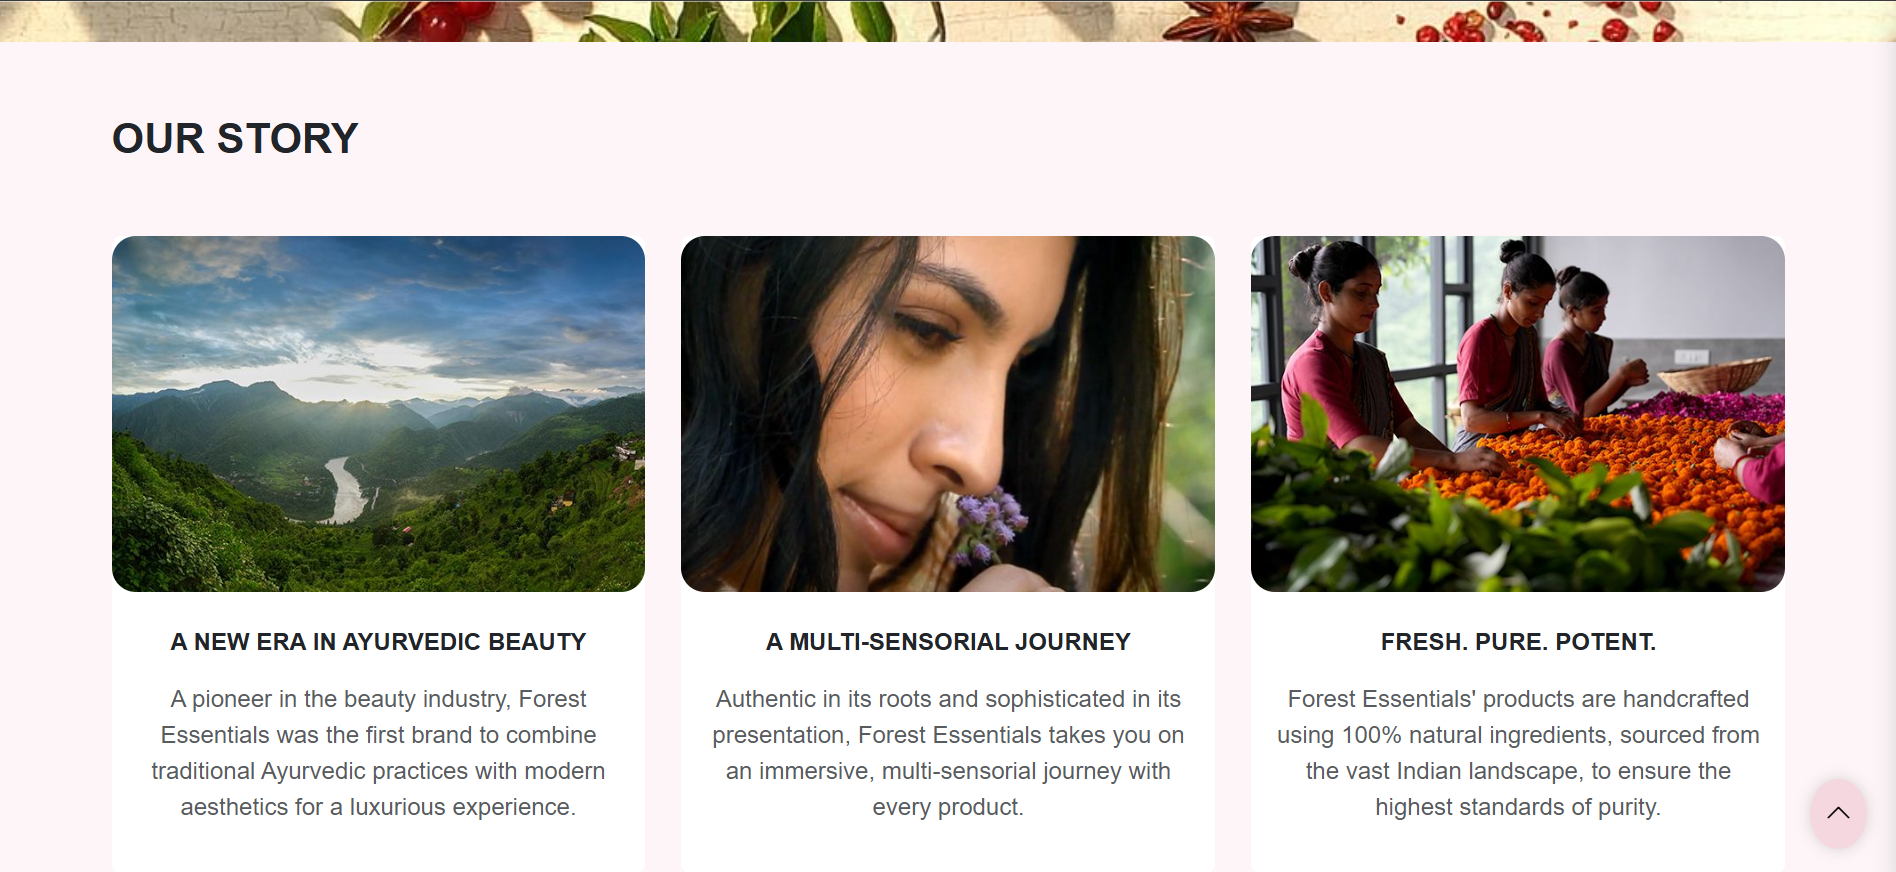 OUR STORY
A NEW ERA IN AYURVEDIC BEAUTY
A pioneer in the beauty industry, Forest
Essentials was the first brand to combine
traditional Ayurvedic practices with modern
aesthetics for a luxurious experience.
A MULTI-SENSORIAL JOURNEY
Authentic in its roots and sophisticated in its
presentation, Forest Essentials takes you on
an immersive, multi-sensorial journey with
every product.
FRESH. PURE. POTENT.
Forest Essentials' products are handcrafted
using 100% natural ingredients, sourced from
the vast Indian landscape, to ensure the
highest standards of purity.